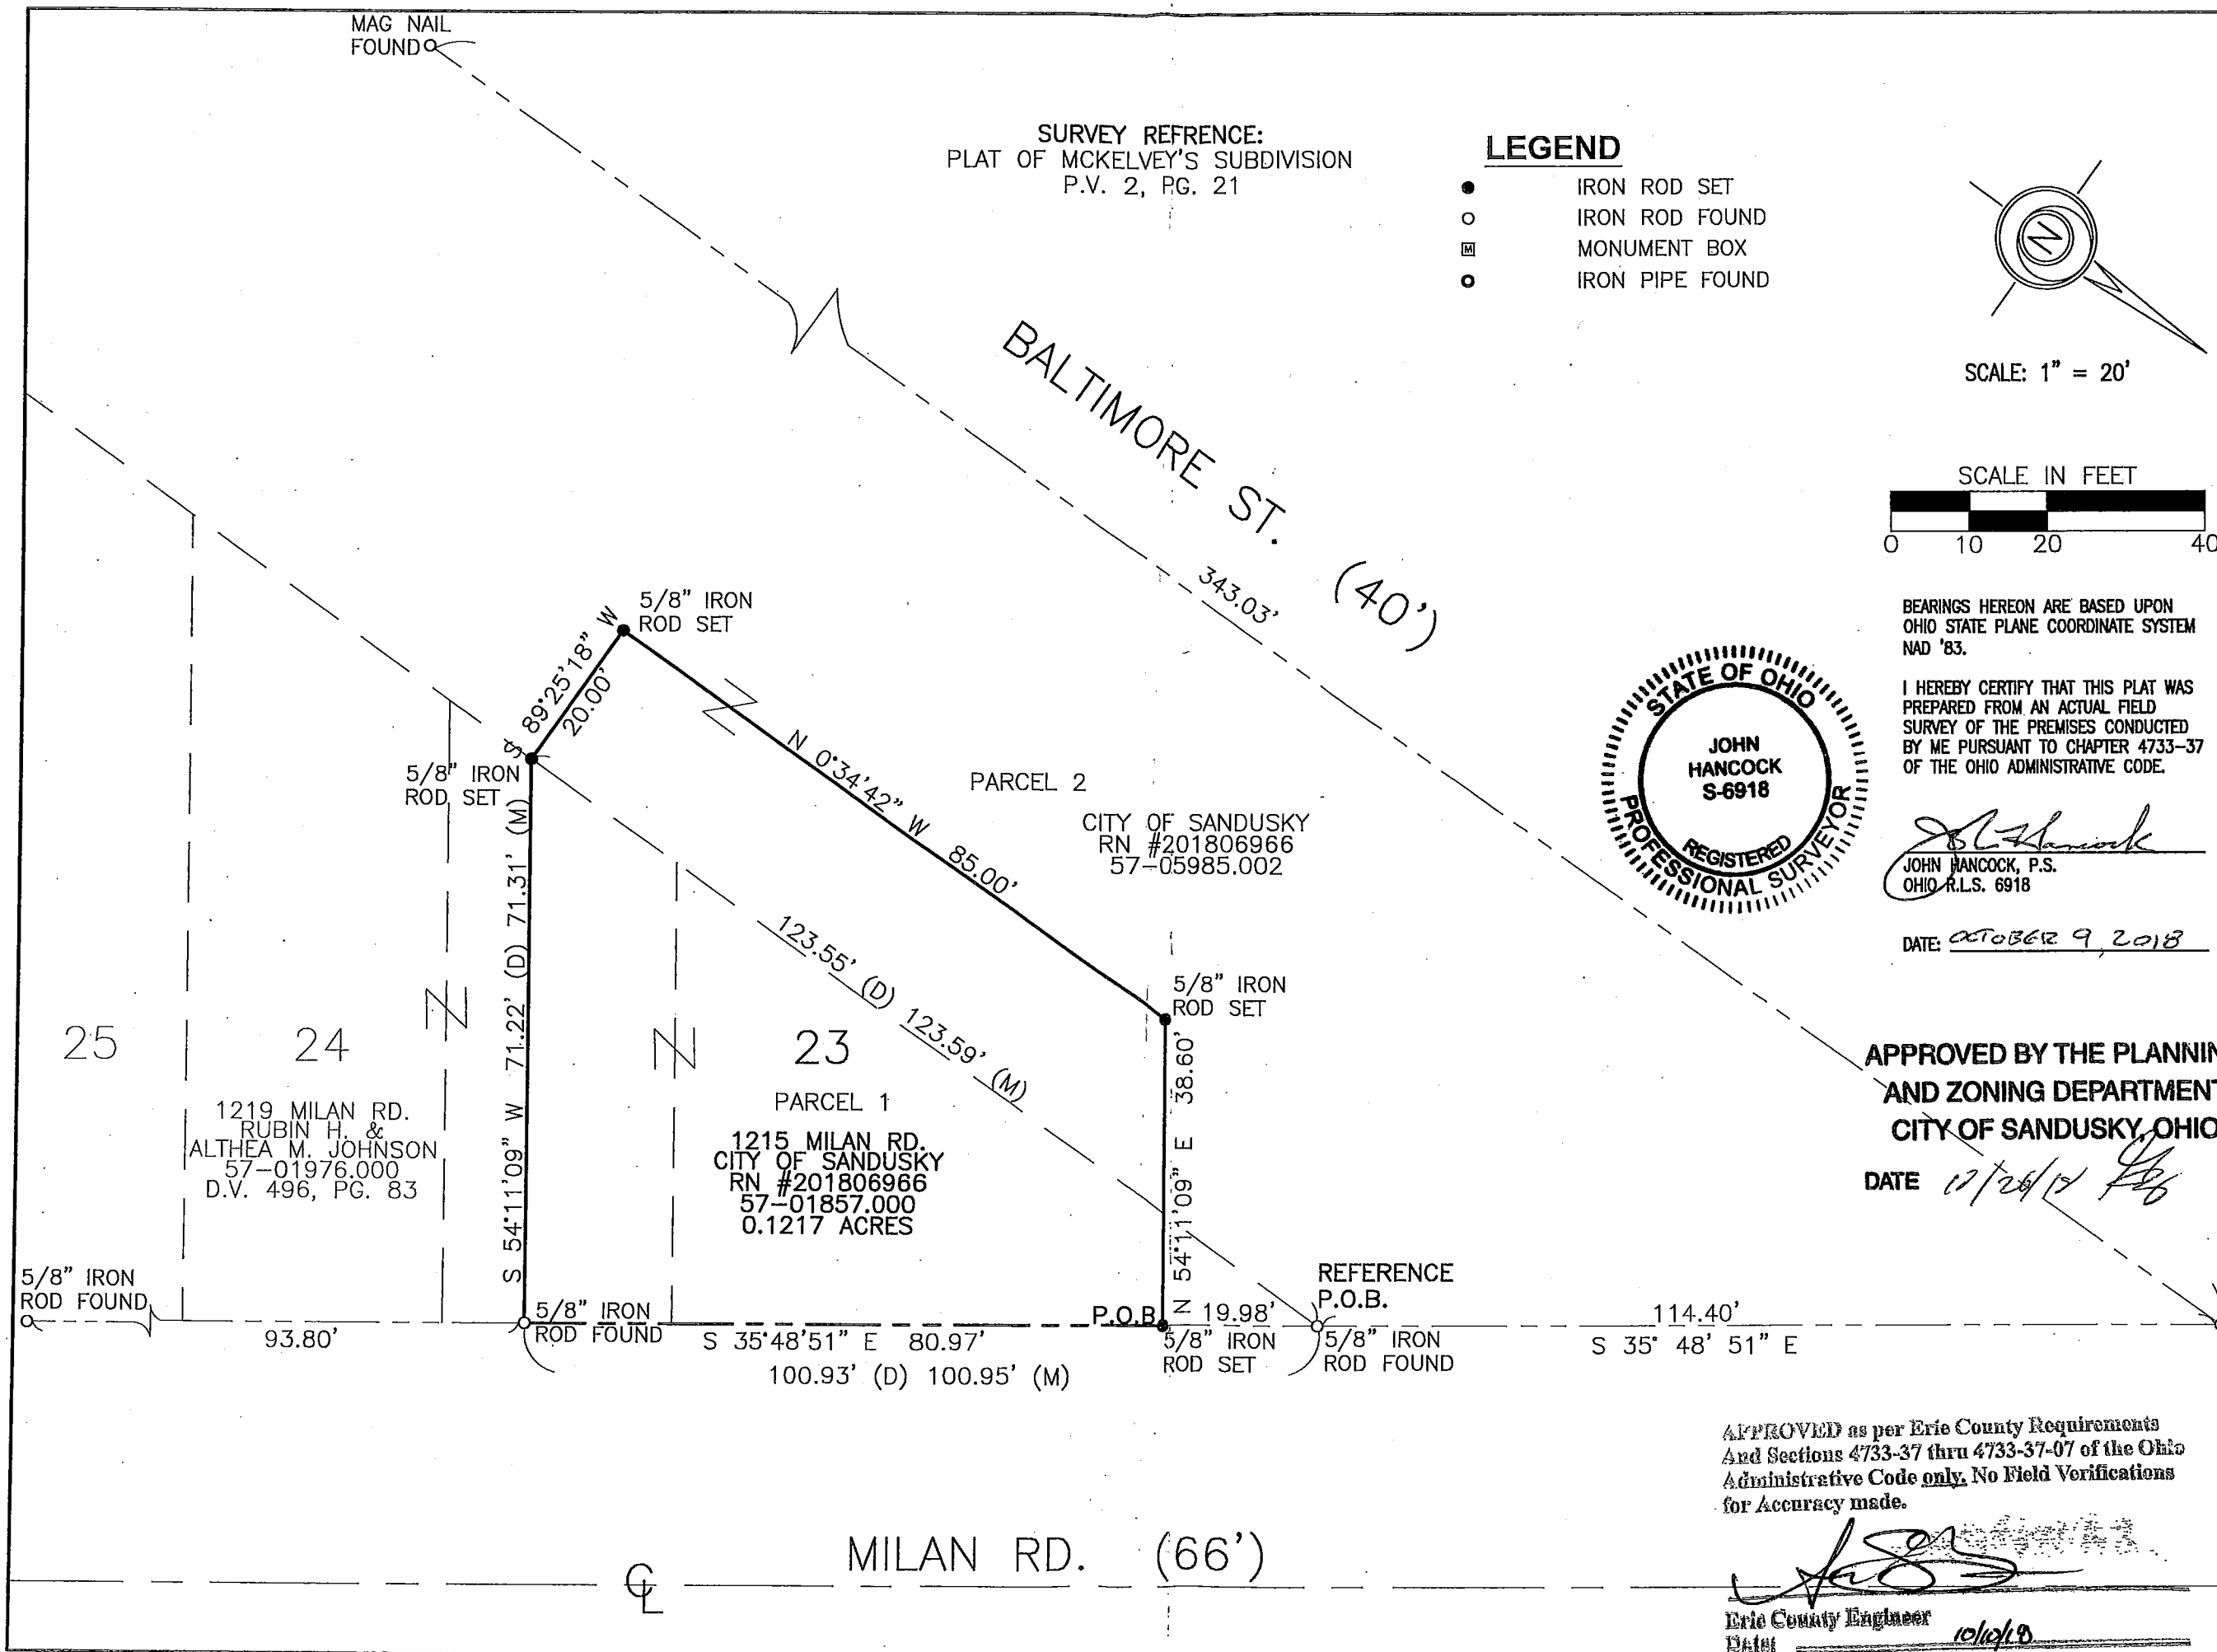 MAG NAIL
FOUND
SURVEY REFRENCE:
PLAT OF MCKELVEY'S SUBDIVISION
P.V. 2, PG. 21
LEGEND
IRON ROD SET
IRON ROD FOUND
M MONUMENT BOX
IRON PIPE FOUND
N
SCALE: 1" = 20'
SCALE IN FEET
0 10 20 40
BALTIMORE ST. (40')
343.03'
BEARINGS HEREON ARE BASED UPON
OHIO STATE PLANE COORDINATE SYSTEM
NAD '83.
I HEREBY CERTIFY THAT THIS PLAT WAS
PREPARED FROM AN ACTUAL FIELD
SURVEY OF THE PREMISES CONDUCTED
BY ME PURSUANT TO CHAPTER 4733-37
OF THE OHIO ADMINISTRATIVE CODE.
STATE OF OHIO
JOHN
HANCOCK
S-6918
REGISTERED
PROFESSIONAL SURVEYOR
JOHN HANCOCK, P.S.
OHIO R.L.S. 6918
DATE: OCTOBER 9, 2018
5/8" IRON
ROD SET
S 89°25'18" W
20.00'
5/8" IRON
ROD SET
N 0°34'42" W 85.00'
PARCEL 2
CITY OF SANDUSKY
RN #201806966
57-05985.002
123.55' (D) 123.59' (M)
5/8" IRON
ROD SET
S 54°11'09" W 71.22' (D) 71.31' (M)
N 54°11'09" E 38.60'
25
24
23
1219 MILAN RD.
RUBIN H. &
ALTHEA M. JOHNSON
57-01976.000
D.V. 496, PG. 83
PARCEL 1
1215 MILAN RD.
CITY OF SANDUSKY
RN #201806966
57-01857.000
0.1217 ACRES
APPROVED BY THE PLANNIN
AND ZONING DEPARTMENT
CITY OF SANDUSKY, OHIO
DATE
5/8" IRON
ROD FOUND
93.80'
5/8" IRON
ROD FOUND
S 35°48'51" E 80.97'
100.93' (D) 100.95' (M)
P.O.B.
19.98'
5/8" IRON
ROD SET
REFERENCE
P.O.B.
5/8" IRON
ROD FOUND
114.40'
S 35° 48' 51" E
APPROVED as per Erie County Requirements
And Sections 4733-37 thru 4733-37-07 of the Ohio
Administrative Code only. No Field Verifications
for Accuracy made.
MILAN RD. (66')
CL
Erie County Engineer
Date: 10/10/18